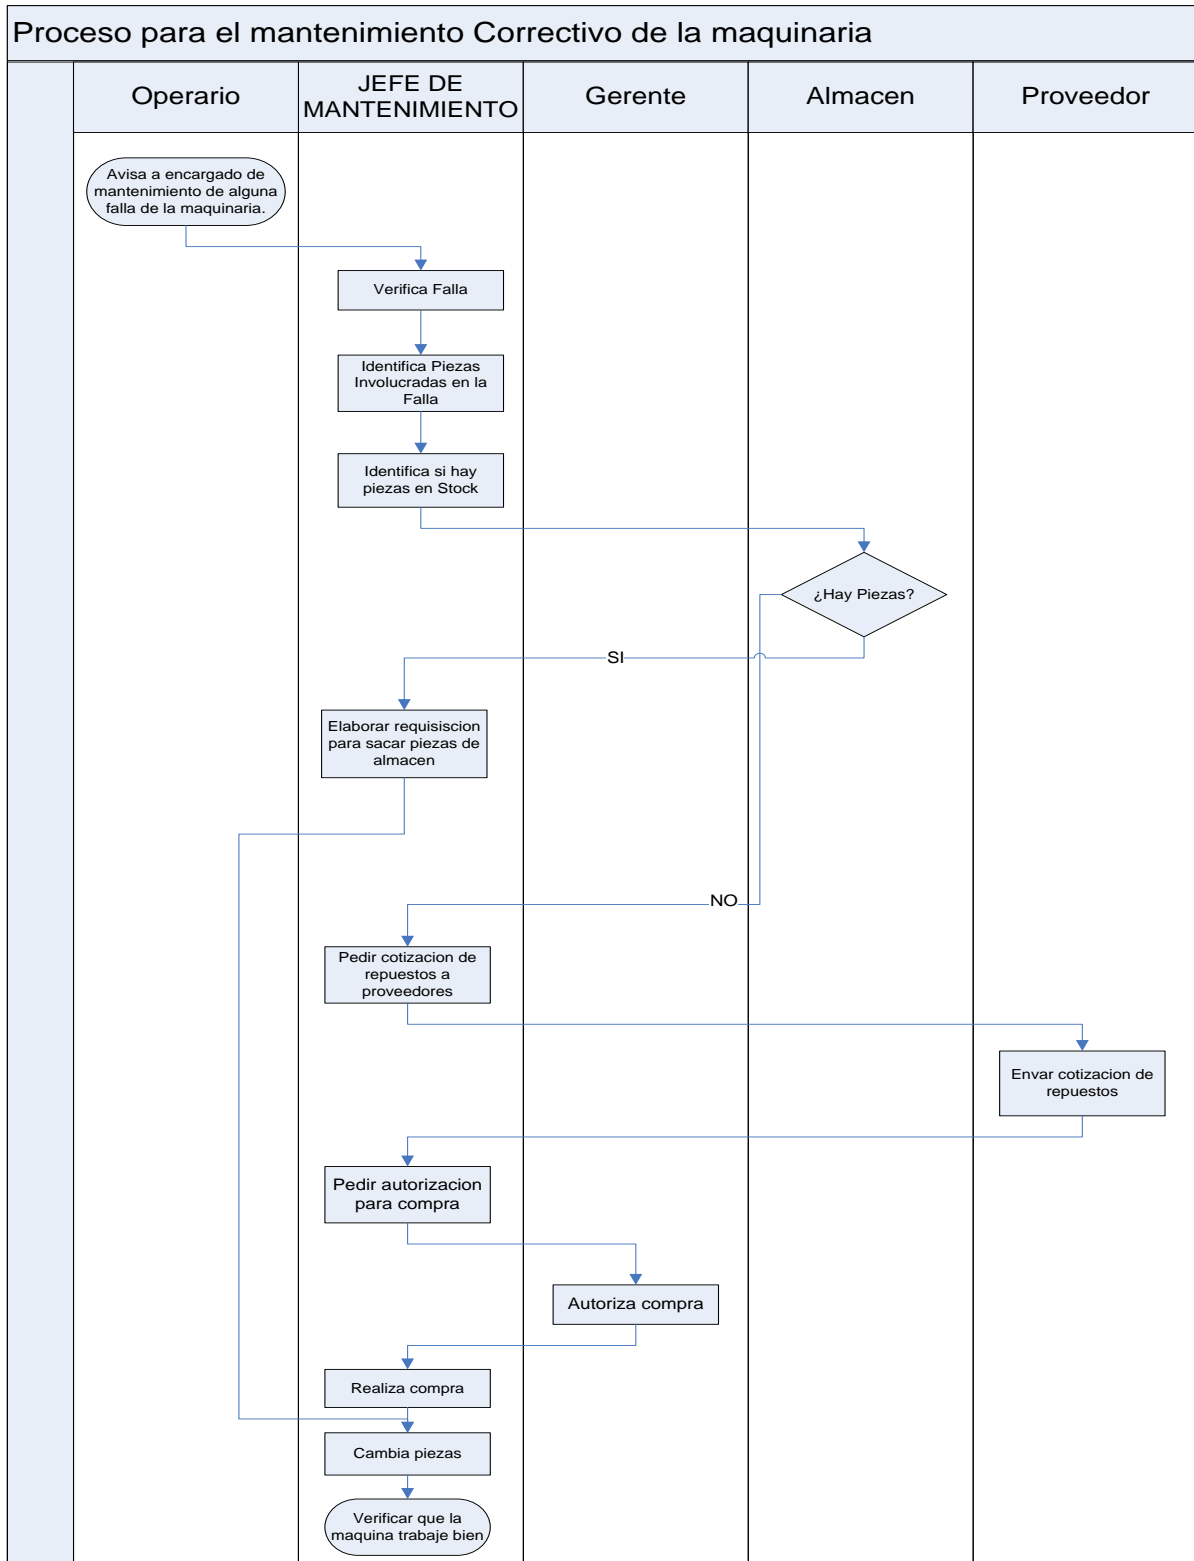 Proceso para el mantenimiento Correctivo de la maquinaria
Operario
JEFE DE
MANTENIMIENTO
Gerente
Almacen
Proveedor
Avisa a encargado de
mantenimiento de alguna
falla de la maquinaria.
Verifica Falla
Identifica Piezas
Involucradas en la
Falla
Identifica si hay
piezas en Stock
¿Hay Piezas?
SI
Elaborar requisiscion
para sacar piezas de
almacen
NO
Pedir cotizacion de
repuestos a
proveedores
Envar cotizacion de
repuestos
Pedir autorizacion
para compra
Autoriza compra
Realiza compra
Cambia piezas
Verificar que la
maquina trabaje bien